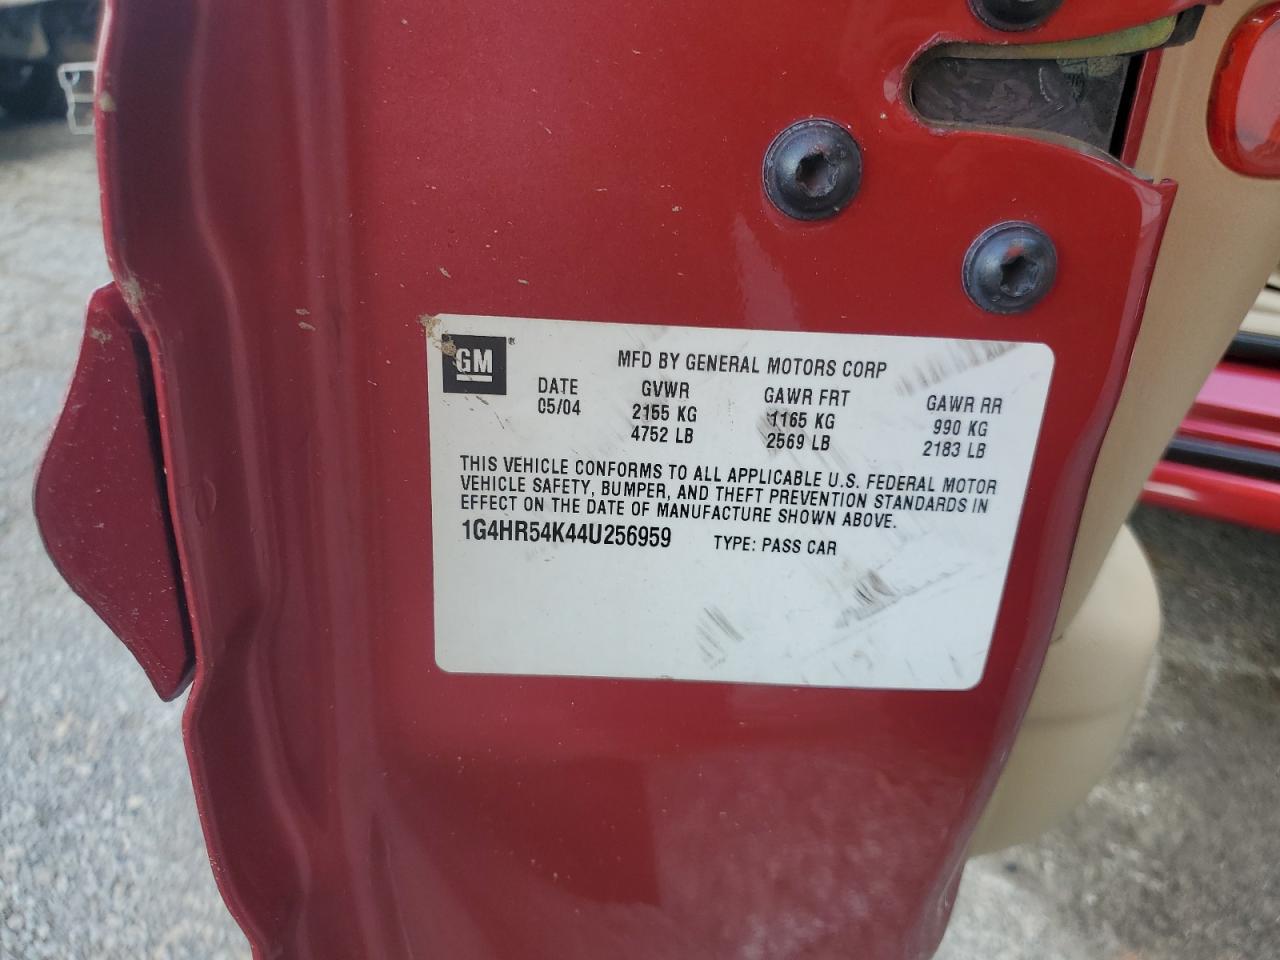 GM®
MFD BY GENERAL MOTORS CORP
DATE GVWR GAWR FRT GAWR RR
05/04 2155 KG 1165 KG 990 KG
4752 LB 2569 LB 2183 LB
THIS VEHICLE CONFORMS TO ALL APPLICABLE U.S. FEDERAL MOTOR
VEHICLE SAFETY, BUMPER, AND THEFT PREVENTION STANDARDS IN
EFFECT ON THE DATE OF MANUFACTURE SHOWN ABOVE.
1G4HR54K44U256959 TYPE: PASS CAR